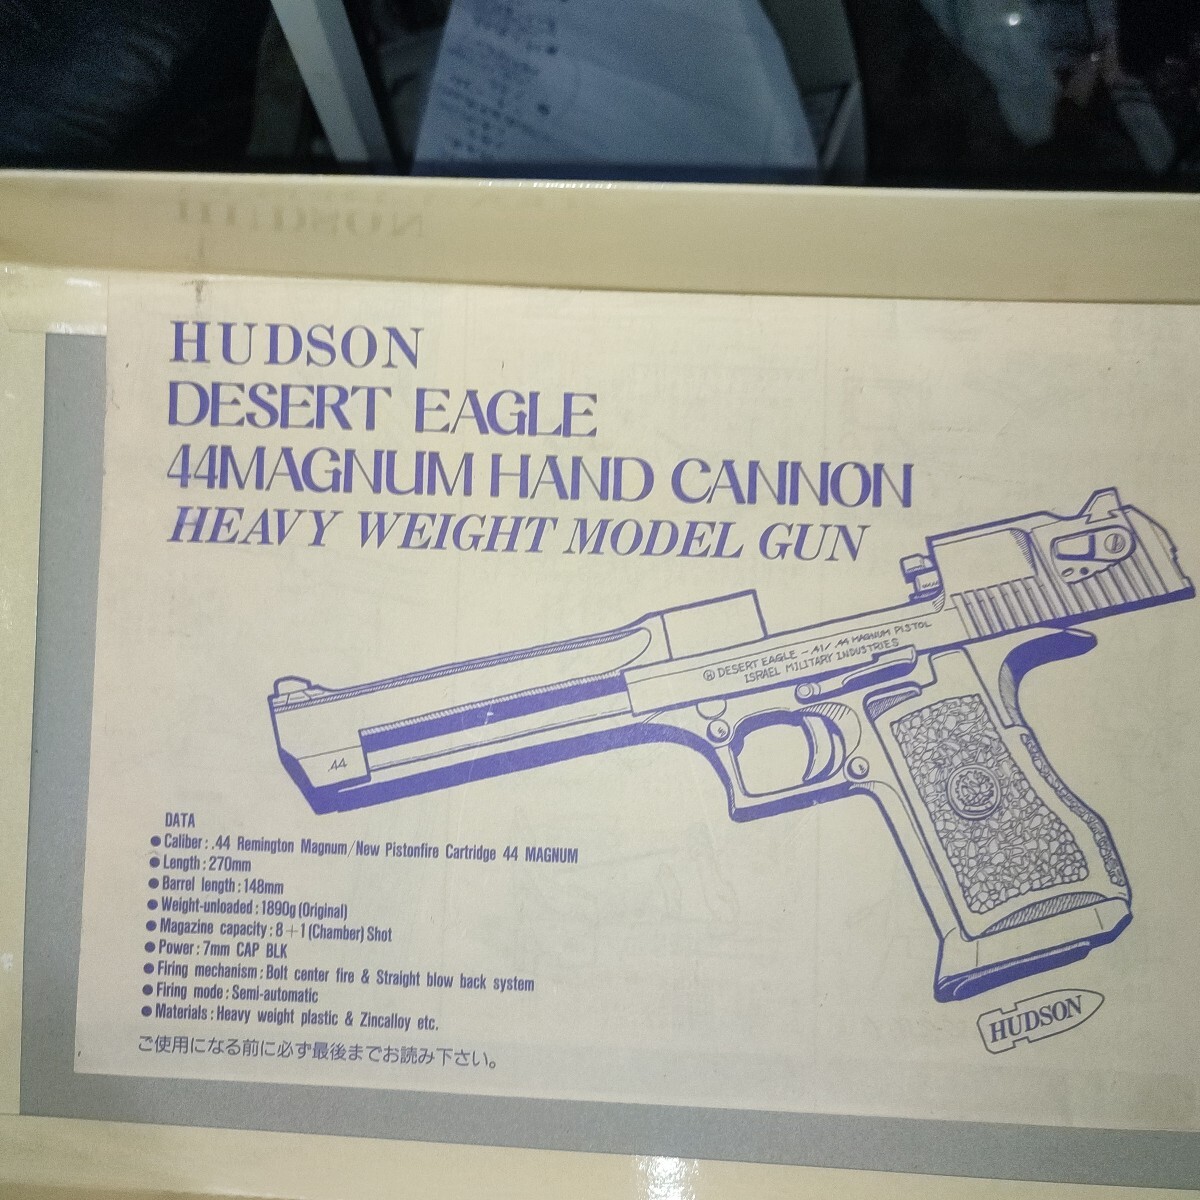 HUDSON
DESERT EAGLE
44MAGNUM HAND CANNON
HEAVY WEIGHT MODEL GUN
Ⓗ DESERT EAGLE - .41/.44 MAGNUM PISTOL
ISRAEL MILITARY INDUSTRIES
.44
DATA
●Caliber:.44 Remington Magnum/New Pistonfire Cartridge 44 MAGNUM
●Length:270mm
●Barrel length:148mm
●Weight-unloaded:1890g(Original)
●Magazine capacity:8+1(Chamber)Shot
●Power:7mm CAP BLK
●Firing mechanism:Bolt center fire & Straight blow back system
●Firing mode:Semi-automatic
●Materials:Heavy weight plastic & Zincalloy etc.
ご使用になる前に必ず最後までお読み下さい。
HUDSON